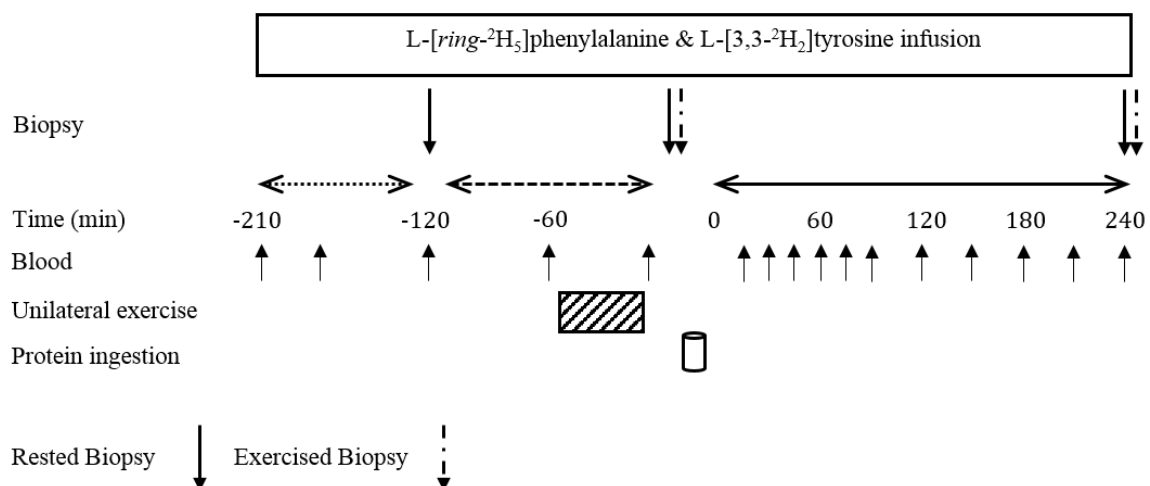 L-[ring-²H₅]phenylalanine & L-[3,3-²H₂]tyrosine infusion
Biopsy
Time (min) -210 -120 -60 0 60 120 180 240
Blood
Unilateral exercise
Protein ingestion
Rested Biopsy Exercised Biopsy